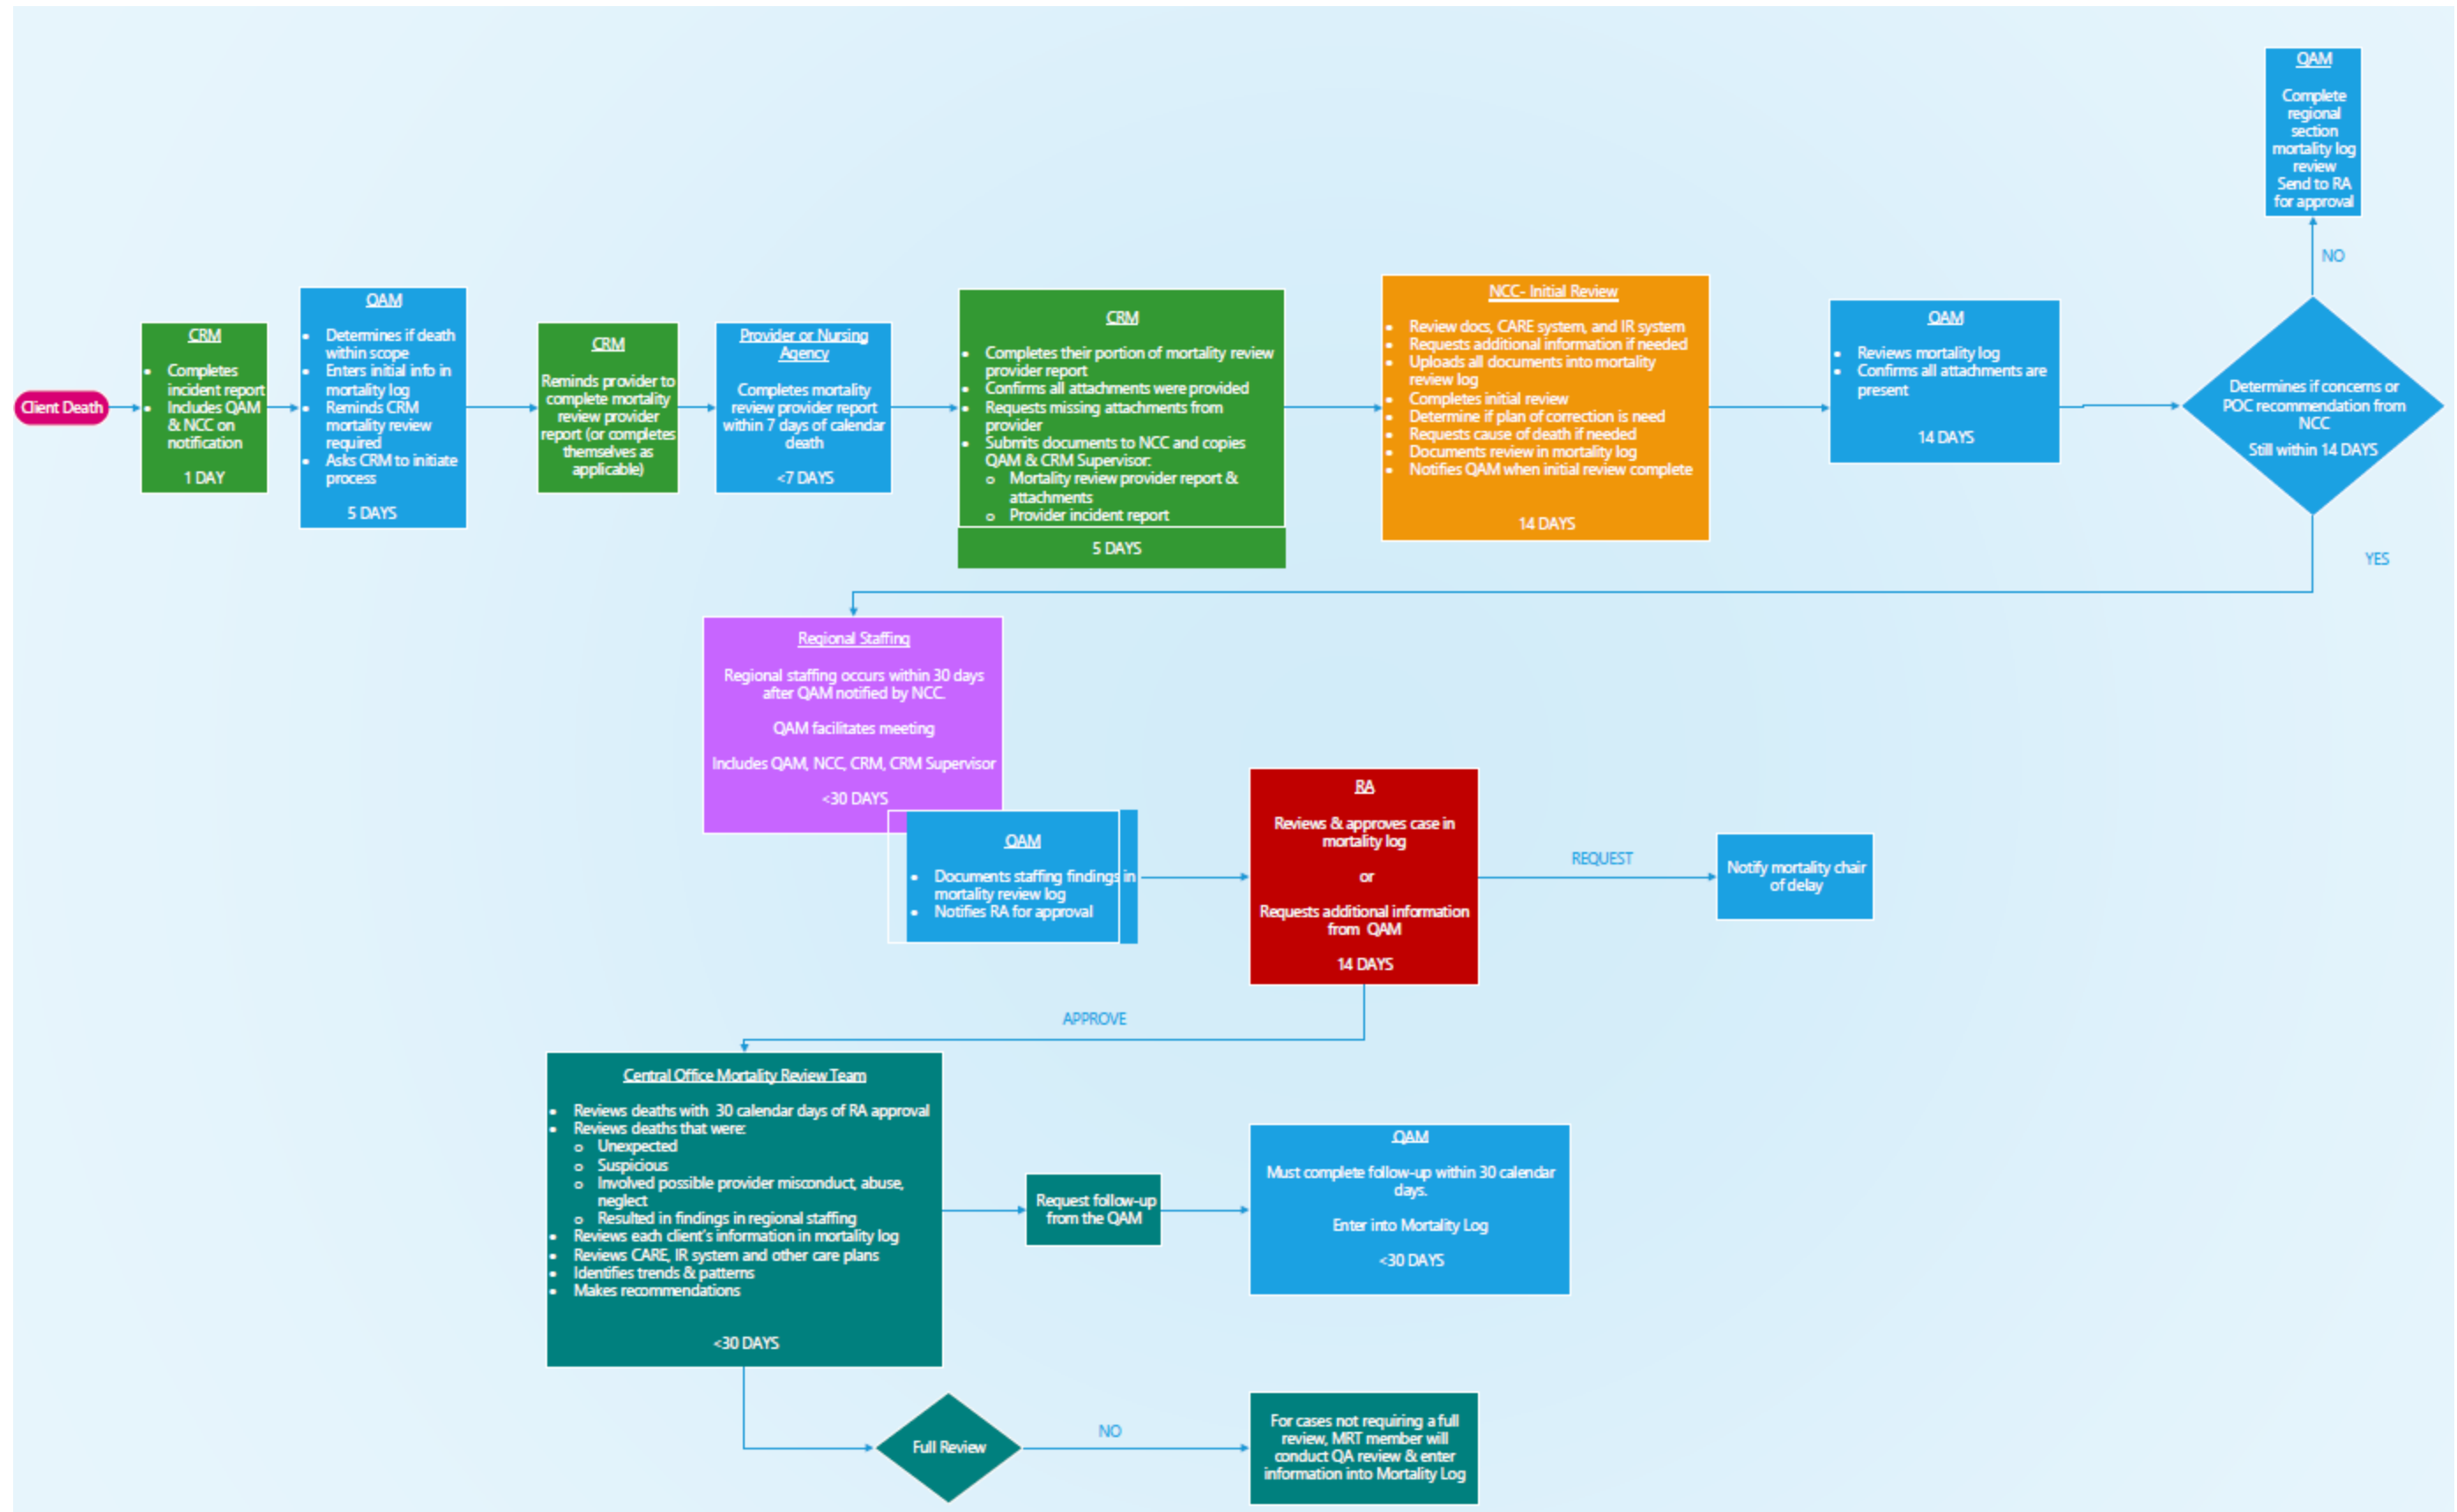 Client Death
CRM
• Completes
incident report
• Includes QAM
& NCC on
notification
1 DAY
QAM
• Determines if death
within scope
• Enters initial info in
mortality log
• Reminds CRM
mortality review
required
• Asks CRM to initiate
process
5 DAYS
CRM
Reminds provider to
complete mortality
review provider
report (or completes
themselves as
applicable)
Provider or Nursing
Agency
Completes mortality
review provider report
within 7 days of calendar
death
<7 DAYS
CRM
• Completes their portion of mortality review
provider report
• Confirms all attachments were provided
• Requests missing attachments from
provider
• Submits documents to NCC and copies
QAM & CRM Supervisor:
o Mortality review provider report &
attachments
o Provider incident report
5 DAYS
NCC- Initial Review
• Review docs, CARE system, and IR system
• Requests additional information if needed
• Uploads all documents into mortality
review log
• Completes initial review
• Determine if plan of correction is need
• Requests cause of death if needed
• Documents review in mortality log
• Notifies QAM when initial review complete
14 DAYS
QAM
• Reviews mortality log
• Confirms all attachments are
present
14 DAYS
Determines if concerns or
POC recommendation from
NCC
Still within 14 DAYS
NO
QAM
Complete
regional
section
mortality log
review
Send to RA
for approval
YES
Regional Staffing
Regional staffing occurs within 30 days
after QAM notified by NCC.
QAM facilitates meeting
Includes QAM, NCC, CRM, CRM Supervisor
<30 DAYS
QAM
• Documents staffing findings in
mortality review log
• Notifies RA for approval
RA
Reviews & approves case in
mortality log
or
Requests additional information
from QAM
14 DAYS
REQUEST
Notify mortality chair
of delay
APPROVE
Central Office Mortality Review Team
• Reviews deaths with 30 calendar days of RA approval
• Reviews deaths that were:
o Unexpected
o Suspicious
o Involved possible provider misconduct, abuse,
neglect
o Resulted in findings in regional staffing
• Reviews each client's information in mortality log
• Reviews CARE, IR system and other care plans
• Identifies trends & patterns
• Makes recommendations
<30 DAYS
Request follow-up
from the QAM
QAM
Must complete follow-up within 30 calendar
days.
Enter into Mortality Log
<30 DAYS
Full Review
NO
For cases not requiring a full
review, MRT member will
conduct QA review & enter
information into Mortality Log